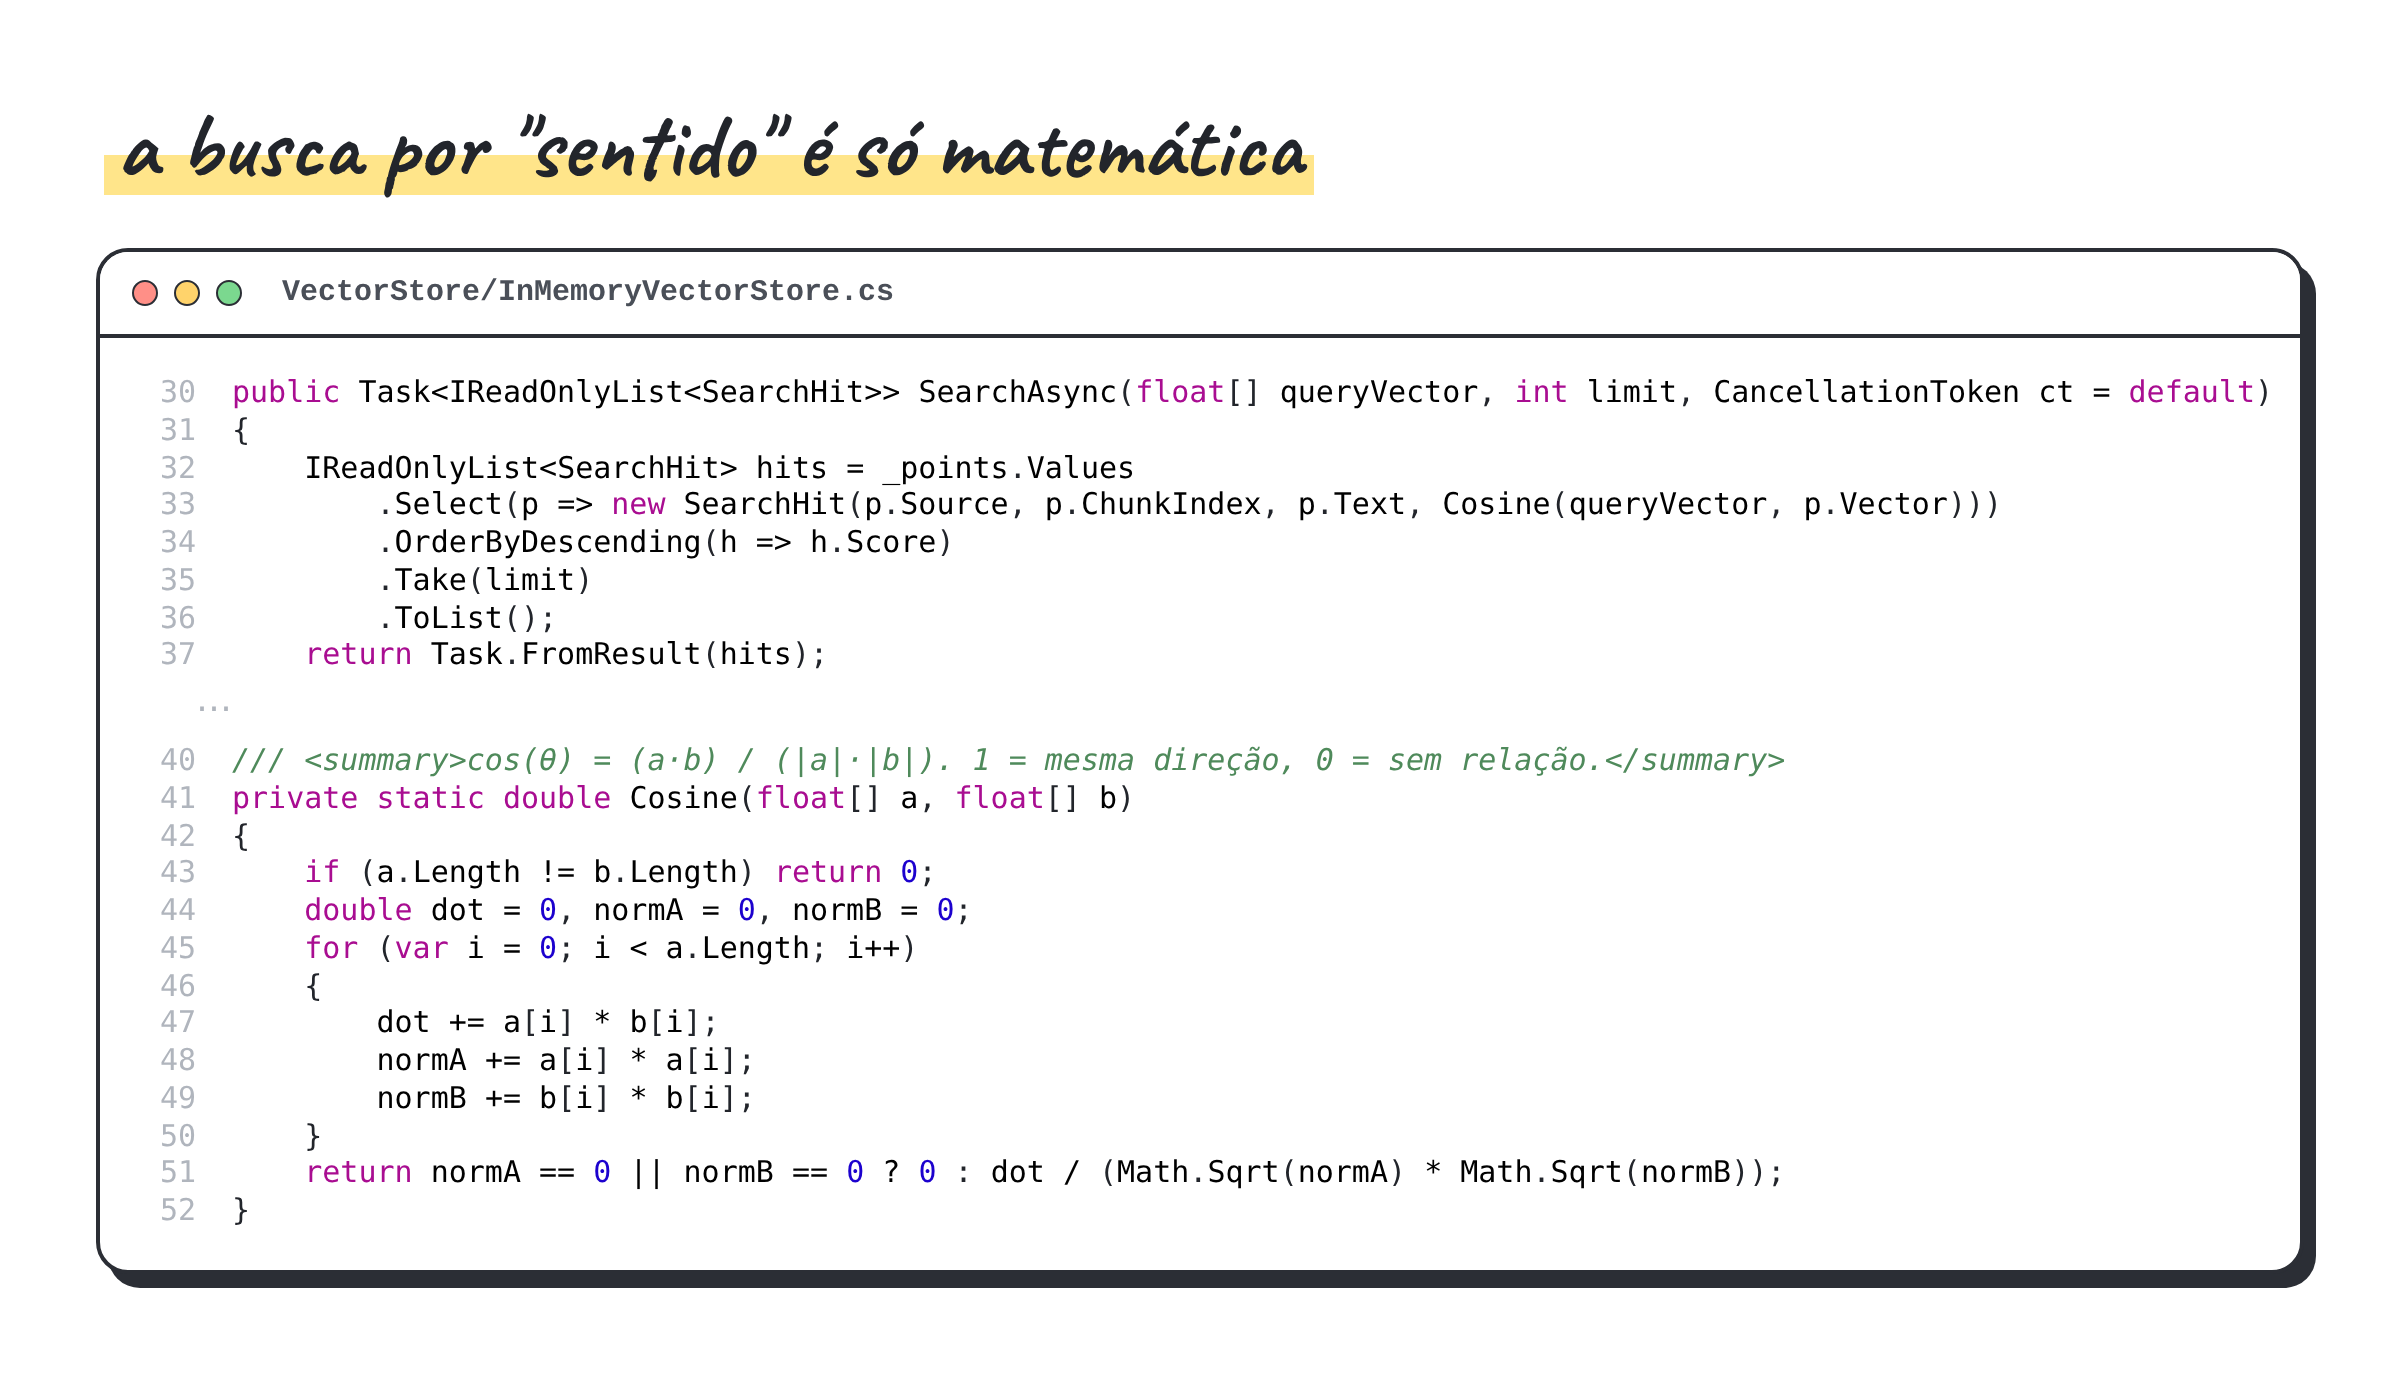 a busca por "sentido" é só matemática
VectorStore/InMemoryVectorStore.cs
30  public Task<IReadOnlyList<SearchHit>> SearchAsync(float[] queryVector, int limit, CancellationToken ct = default)
31  {
32      IReadOnlyList<SearchHit> hits = _points.Values
33          .Select(p => new SearchHit(p.Source, p.ChunkIndex, p.Text, Cosine(queryVector, p.Vector)))
34          .OrderByDescending(h => h.Score)
35          .Take(limit)
36          .ToList();
37      return Task.FromResult(hits);
...
40  /// <summary>cos(θ) = (a·b) / (|a|·|b|). 1 = mesma direção, 0 = sem relação.</summary>
41  private static double Cosine(float[] a, float[] b)
42  {
43      if (a.Length != b.Length) return 0;
44      double dot = 0, normA = 0, normB = 0;
45      for (var i = 0; i < a.Length; i++)
46      {
47          dot += a[i] * b[i];
48          normA += a[i] * a[i];
49          normB += b[i] * b[i];
50      }
51      return normA == 0 || normB == 0 ? 0 : dot / (Math.Sqrt(normA) * Math.Sqrt(normB));
52  }